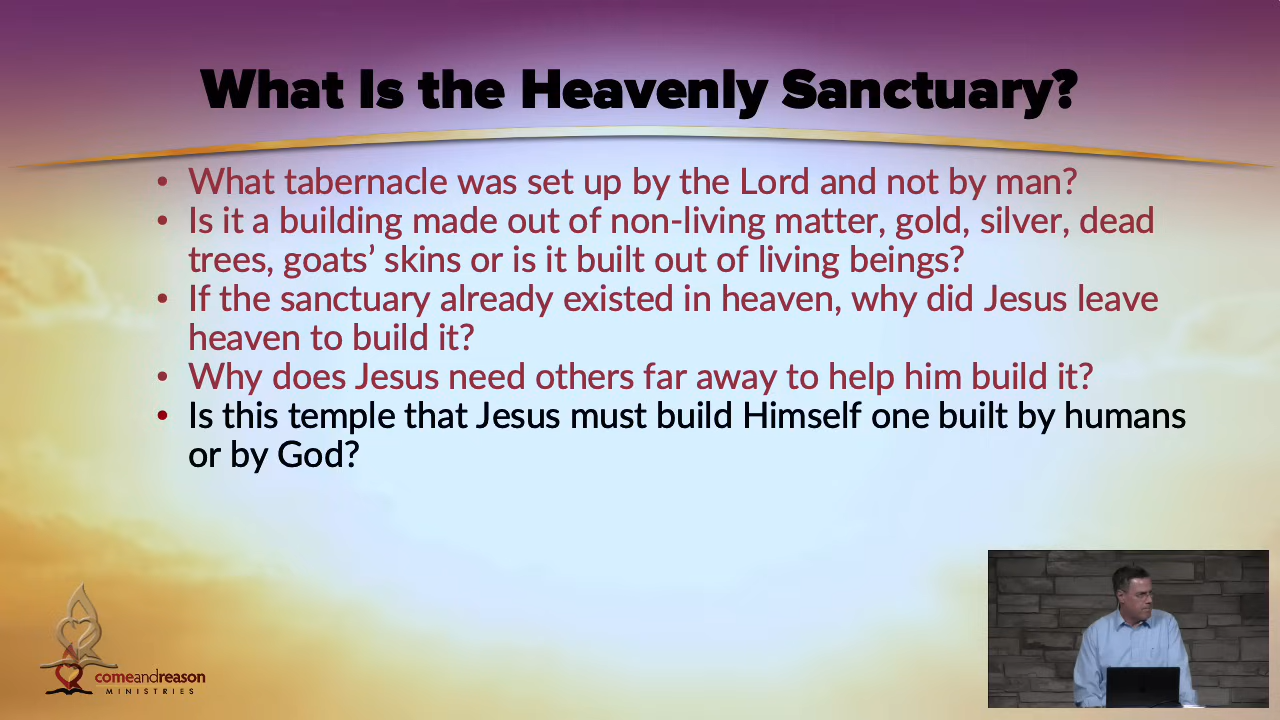 What Is the Heavenly Sanctuary?
• What tabernacle was set up by the Lord and not by man?
• Is it a building made out of non-living matter, gold, silver, dead
trees, goats’ skins or is it built out of living beings?
• If the sanctuary already existed in heaven, why did Jesus leave
heaven to build it?
• Why does Jesus need others far away to help him build it?
• Is this temple that Jesus must build Himself one built by humans
or by God?
comeandreason
MINISTRIES